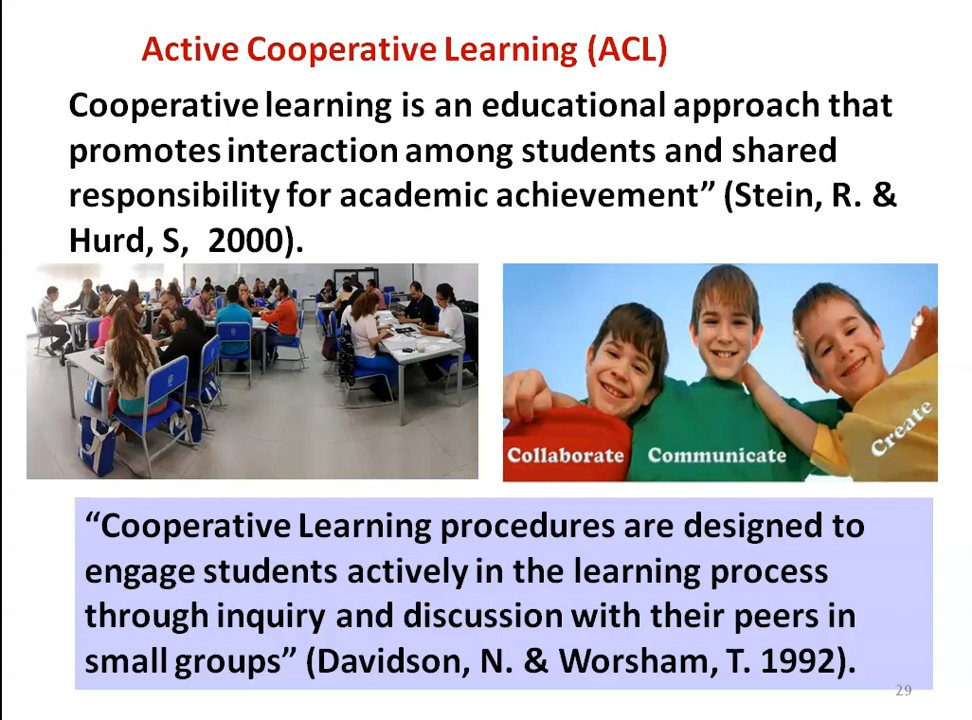 Active Cooperative Learning (ACL)
Cooperative learning is an educational approach that
promotes interaction among students and shared
responsibility for academic achievement” (Stein, R. &
Hurd, S, 2000).
Collaborate
Communicate
Create
“Cooperative Learning procedures are designed to
engage students actively in the learning process
through inquiry and discussion with their peers in
small groups” (Davidson, N. & Worsham, T. 1992).
29